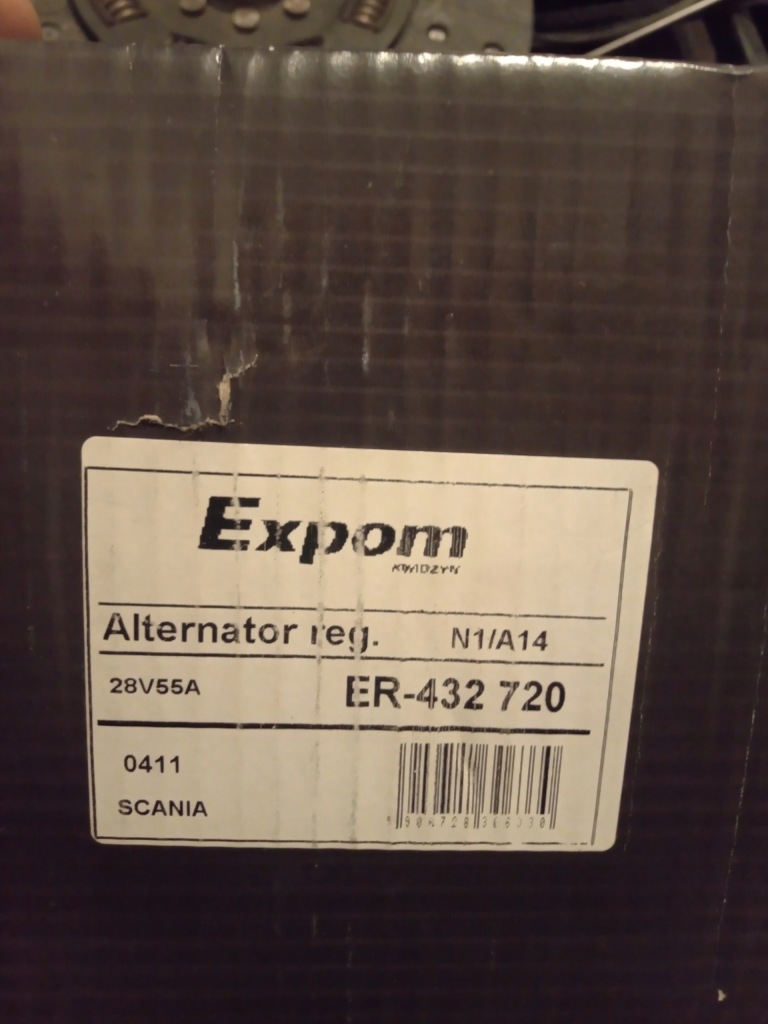 Expom
KWIDZYN
Alternator reg. N1/A14
28V55A ER-432 720
0411
SCANIA